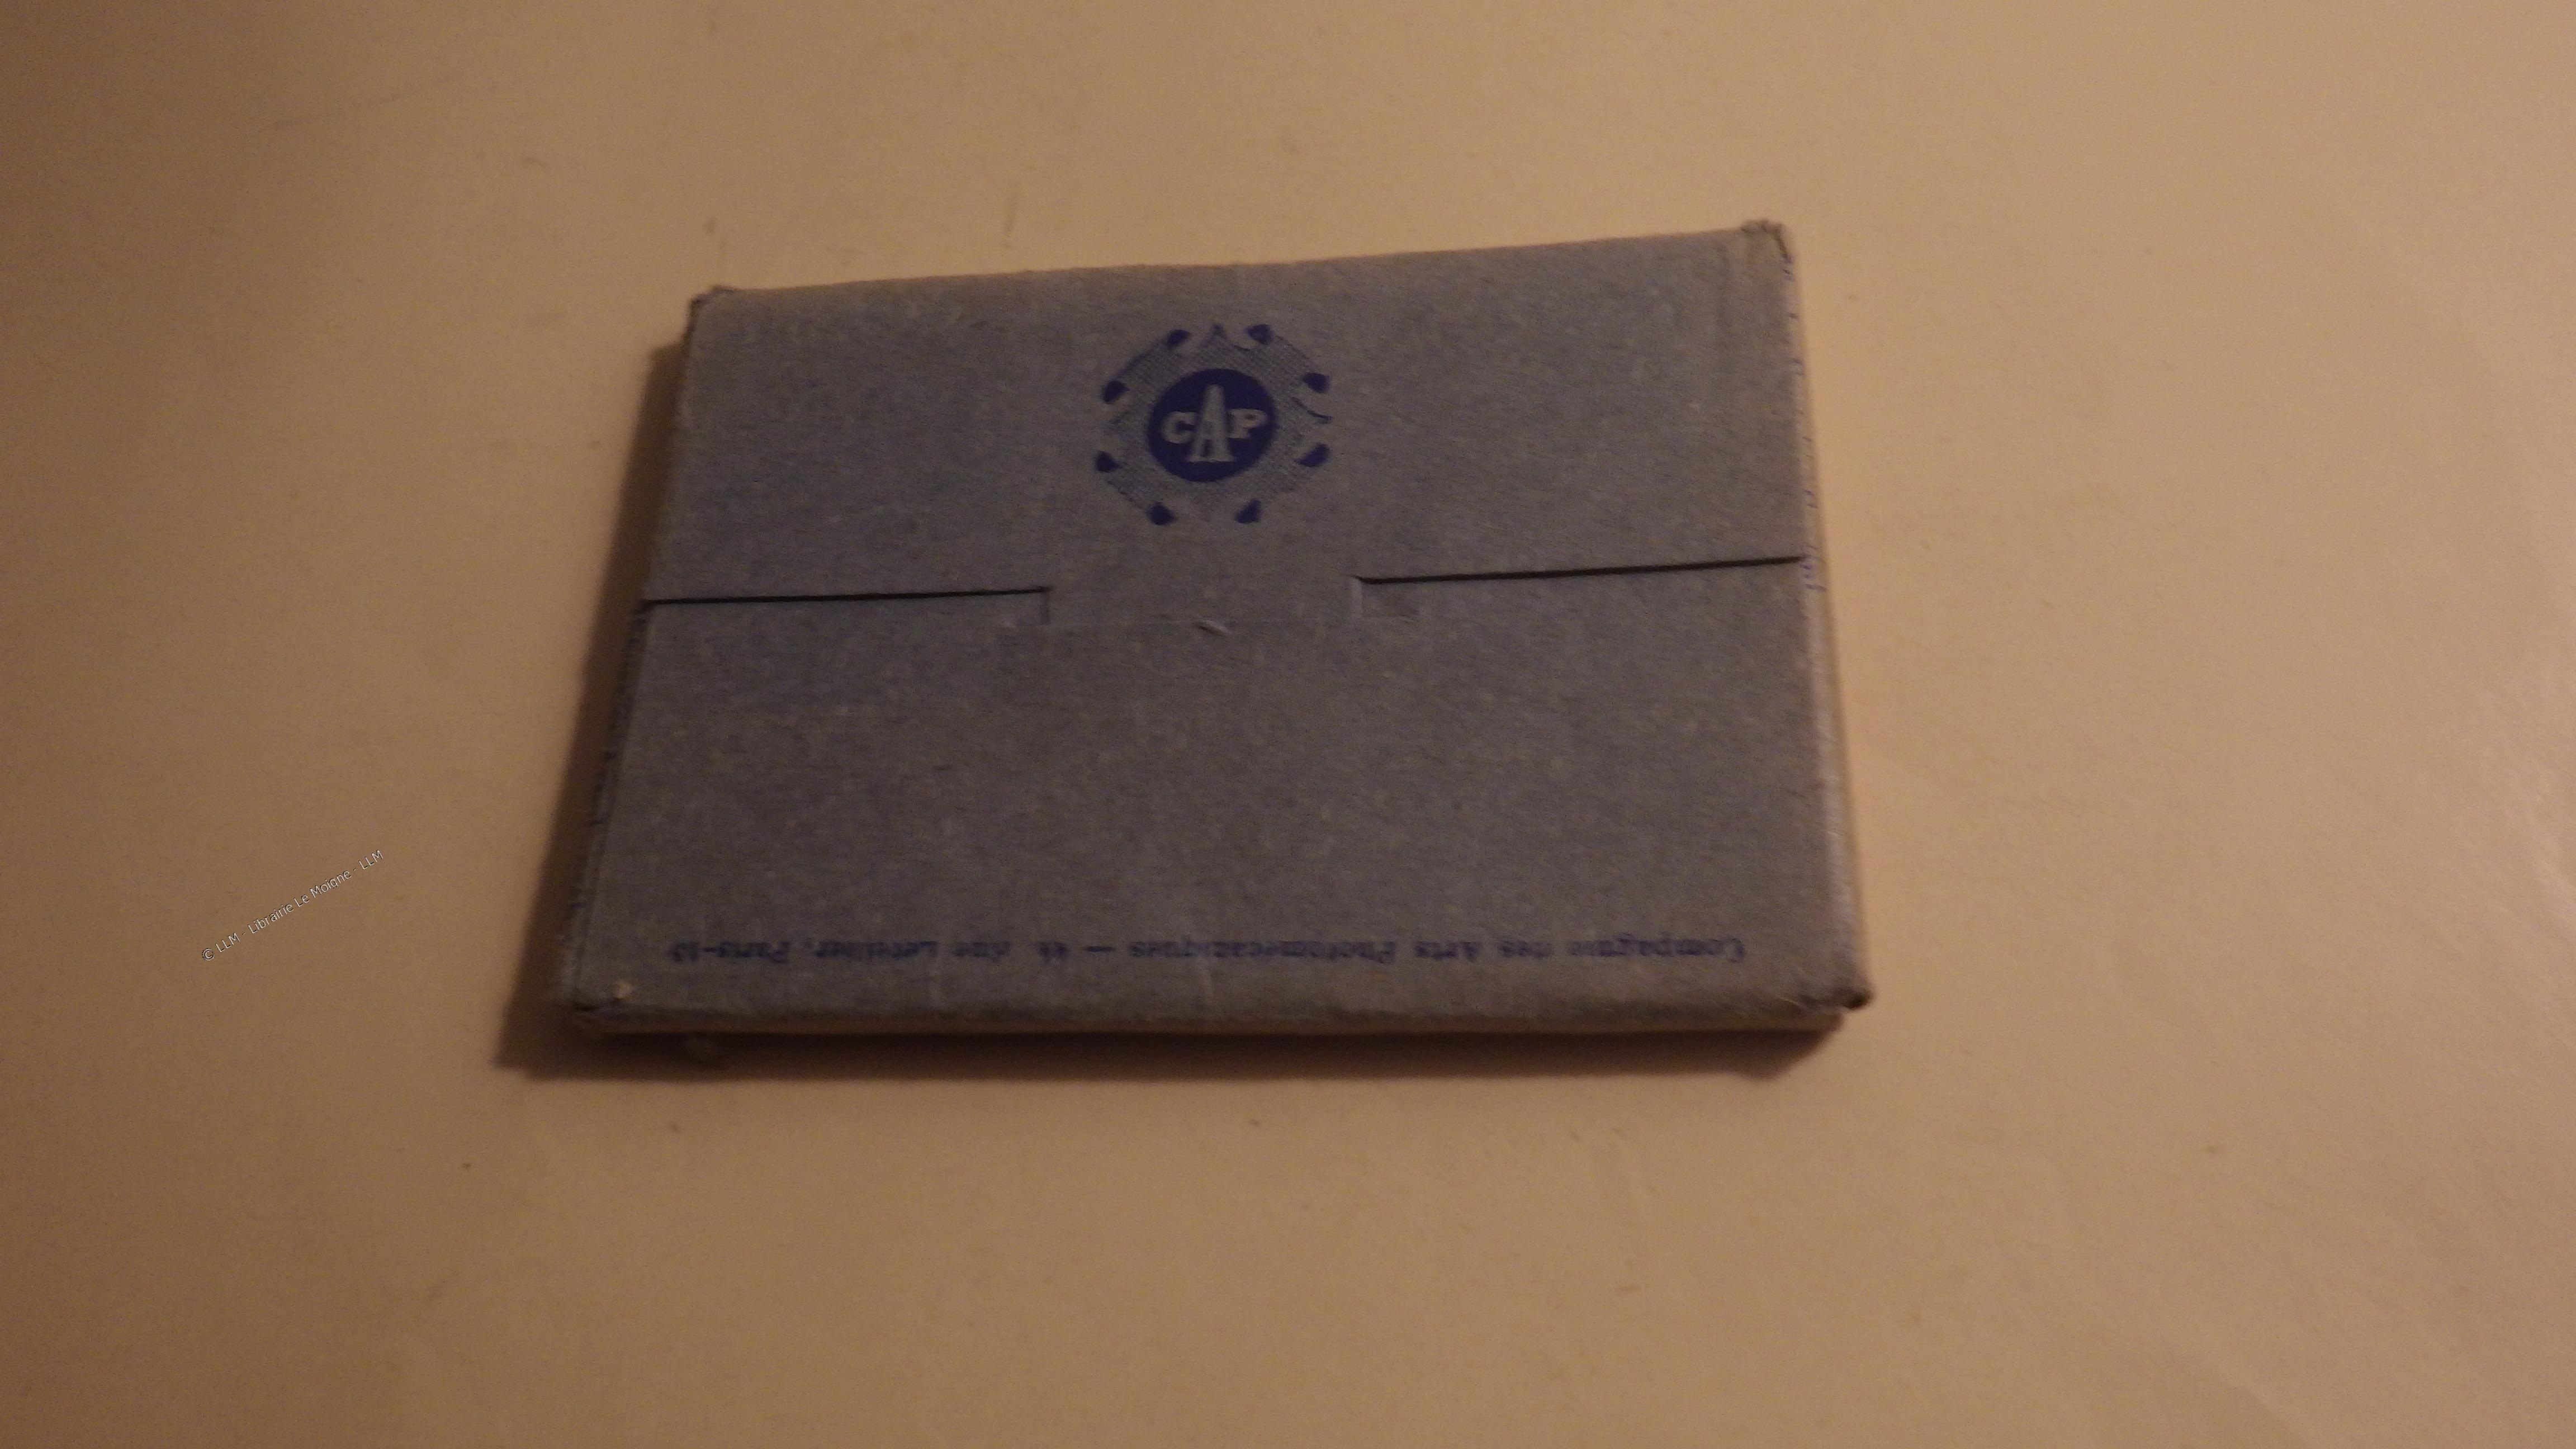 CAP
Compagnie des Arts Photomécaniques — 44, Rue Letellier, Paris-15
© LLM - Librairie Le Moigne - LLM